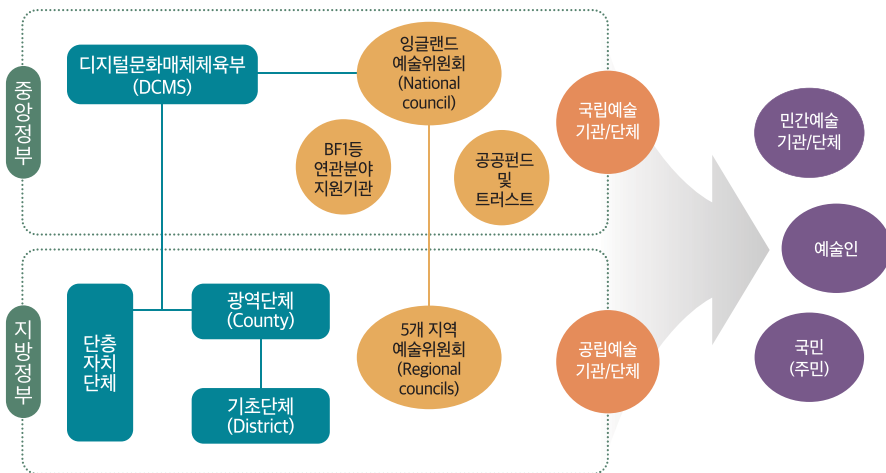 중앙정부
디지털문화매체체육부
(DCMS)
잉글랜드
예술위원회
(National
council)
BF1등
연관분야
지원기관
공공펀드
및
트러스트
국립예술
기관/단체
민간예술
기관/단체
예술인
국민
(주민)
지방정부
단층
자치
단체
광역단체
(County)
기초단체
(District)
5개 지역
예술위원회
(Regional
councils)
공립예술
기관/단체